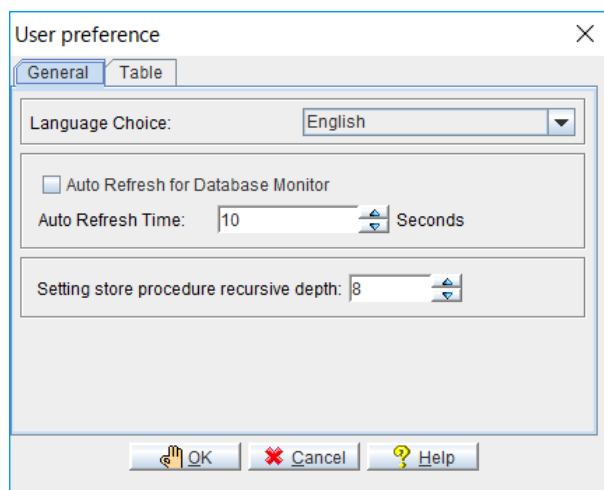 User preference
General Table
Language Choice: English
Auto Refresh for Database Monitor
Auto Refresh Time: 10 Seconds
Setting store procedure recursive depth: 8
OK Cancel Help